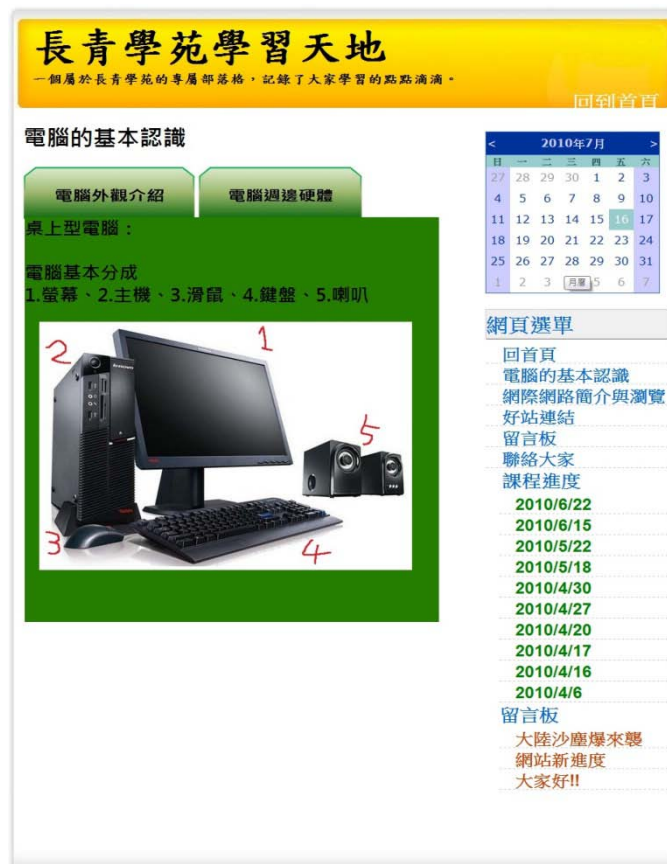 長青學苑學習天地
一個屬於長青學苑的專屬部落格，記錄了大家學習的點點滴滴。
回到首頁
電腦的基本認識
電腦外觀介紹
電腦週邊硬體
桌上型電腦：
電腦基本分成
1.螢幕、2.主機、3.滑鼠、4.鍵盤、5.喇叭
1
2
3
4
5
< 2010年7月 >
日 一 二 三 四 五 六
27 28 29 30 1 2 3
4 5 6 7 8 9 10
11 12 13 14 15 16 17
18 19 20 21 22 23 24
25 26 27 28 29 30 31
1 2 3 月曆 5 6 7
網頁選單
回首頁
電腦的基本認識
網際網路簡介與瀏覽
好站連結
留言板
聯絡大家
課程進度
2010/6/22
2010/6/15
2010/5/22
2010/5/18
2010/4/30
2010/4/27
2010/4/20
2010/4/17
2010/4/16
2010/4/6
留言板
大陸沙塵爆來襲
網站新進度
大家好!!